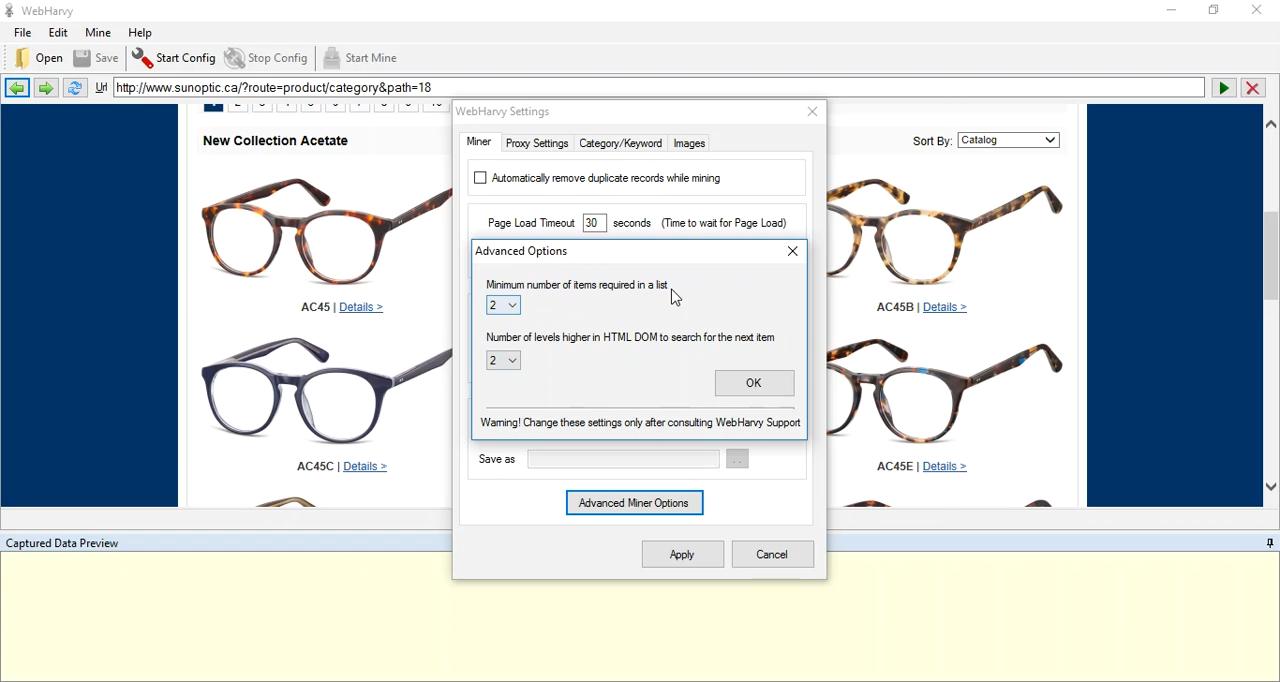 WebHarvy
File Edit Mine Help
Open Save Start Config Stop Config Start Mine
Url http://www.sunoptic.ca/?route=product/category&path=18
WebHarvy Settings
New Collection Acetate
Sort By: Catalog
Miner Proxy Settings Category/Keyword Images
Automatically remove duplicate records while mining
Page Load Timeout 30 seconds (Time to wait for Page Load)
Advanced Options
Minimum number of items required in a list
2
Number of levels higher in HTML DOM to search for the next item
2
OK
Warning! Change these settings only after consulting WebHarvy Support
AC45 | Details >
AC45B | Details >
AC45C | Details >
AC45E | Details >
Save as ..
Advanced Miner Options
Apply Cancel
Captured Data Preview